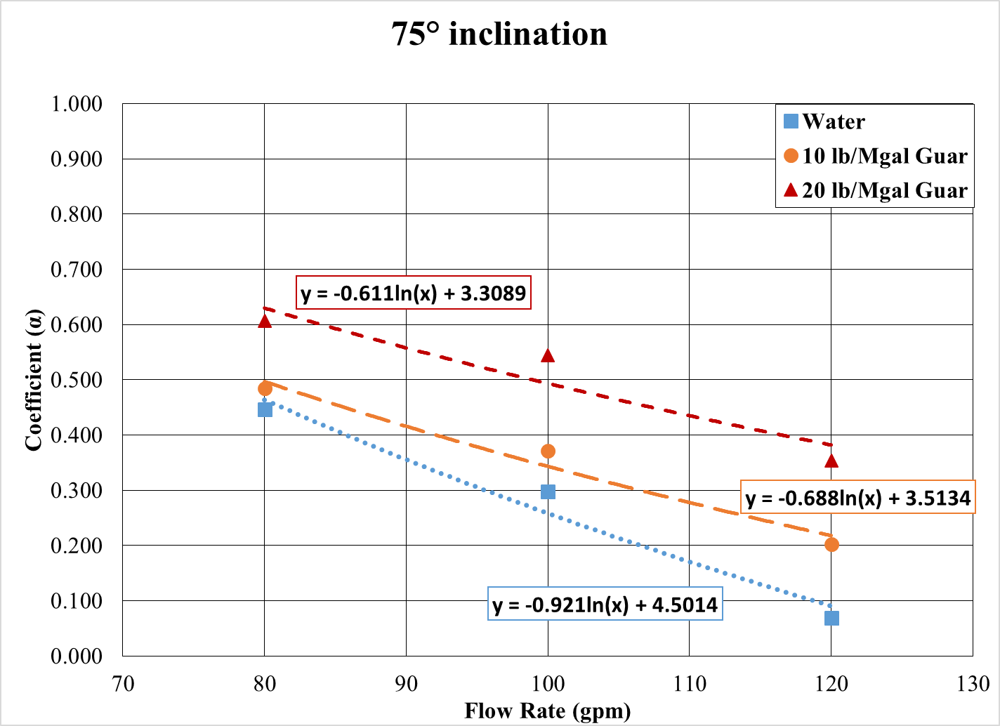 75° inclination
1.000
0.900
0.800
0.700
0.600
0.500
0.400
0.300
0.200
0.100
0.000
Coefficient (α)
Water
10 lb/Mgal Guar
20 lb/Mgal Guar
y = -0.611ln(x) + 3.3089
y = -0.688ln(x) + 3.5134
y = -0.921ln(x) + 4.5014
70 80 90 100 110 120 130
Flow Rate (gpm)